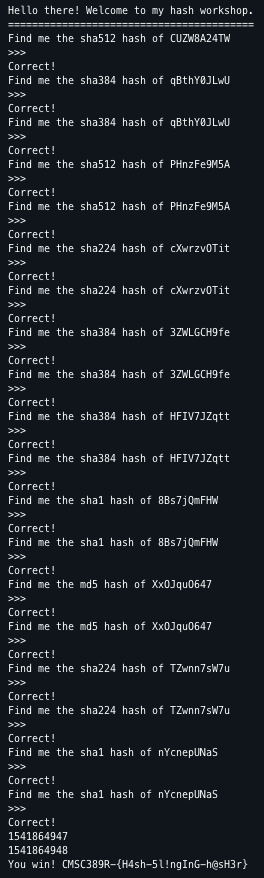 Hello there! Welcome to my hash workshop.
=========================================
Find me the sha512 hash of CUZW8A24TW
>>>
Correct!
Find me the sha384 hash of qBthY0JLwU
>>>
Correct!
Find me the sha384 hash of qBthY0JLwU
>>>
Correct!
Find me the sha512 hash of PHnzFe9M5A
>>>
Correct!
Find me the sha512 hash of PHnzFe9M5A
>>>
Correct!
Find me the sha224 hash of cXwrzvOTit
>>>
Correct!
Find me the sha224 hash of cXwrzvOTit
>>>
Correct!
Find me the sha384 hash of 3ZWLGCH9fe
>>>
Correct!
Find me the sha384 hash of 3ZWLGCH9fe
>>>
Correct!
Find me the sha384 hash of HFIV7JZqtt
>>>
Correct!
Find me the sha384 hash of HFIV7JZqtt
>>>
Correct!
Find me the sha1 hash of 8Bs7jQmFHW
>>>
Correct!
Find me the sha1 hash of 8Bs7jQmFHW
>>>
Correct!
Find me the md5 hash of XxOJquO647
>>>
Correct!
Find me the md5 hash of XxOJquO647
>>>
Correct!
Find me the sha224 hash of TZwnn7sW7u
>>>
Correct!
Find me the sha224 hash of TZwnn7sW7u
>>>
Correct!
Find me the sha1 hash of nYcnepUNaS
>>>
Correct!
Find me the sha1 hash of nYcnepUNaS
>>>
Correct!
1541864947
1541864948
You win! CMSC389R-{H4sh-5l!ngInG-h@sH3r}